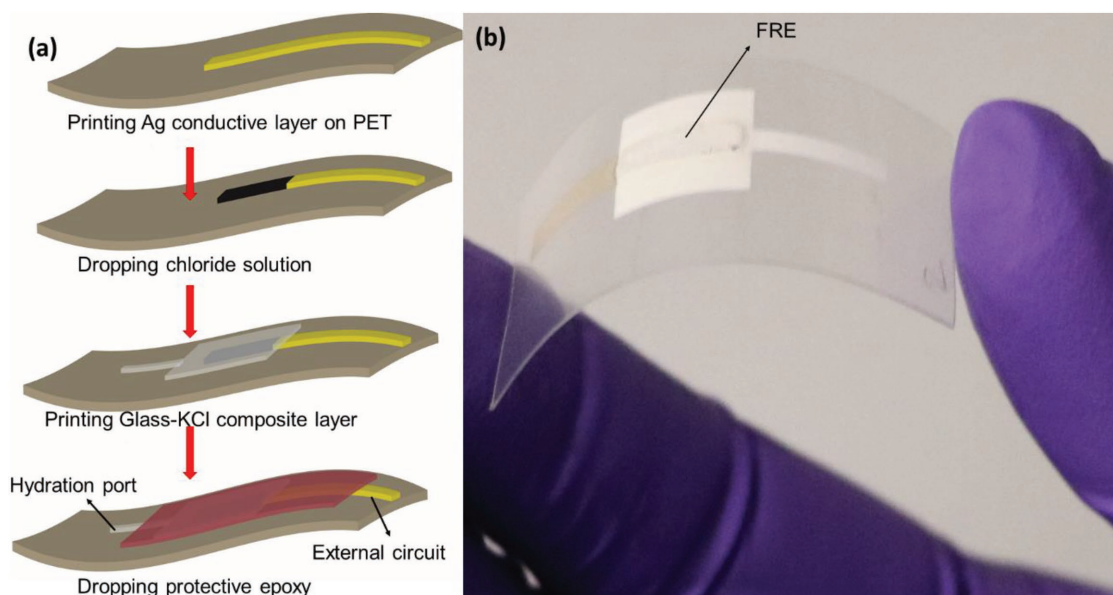 (a)
Printing Ag conductive layer on PET
Dropping chloride solution
Printing Glass-KCl composite layer
Hydration port
External circuit
Dropping protective epoxy
(b)
FRE